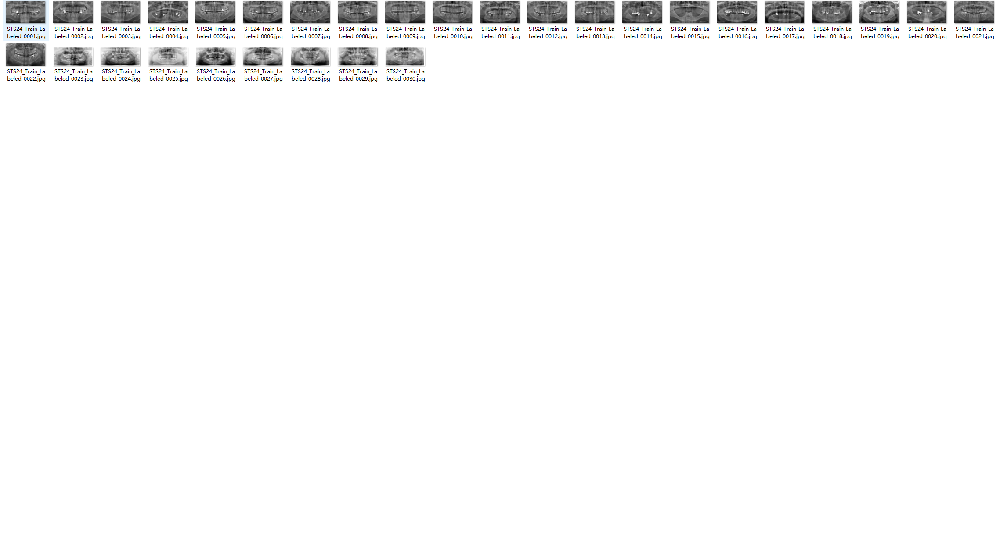 STS24_Train_La
beled_0001.jpg
STS24_Train_La
beled_0002.jpg
STS24_Train_La
beled_0003.jpg
STS24_Train_La
beled_0004.jpg
STS24_Train_La
beled_0005.jpg
STS24_Train_La
beled_0006.jpg
STS24_Train_La
beled_0007.jpg
STS24_Train_La
beled_0008.jpg
STS24_Train_La
beled_0009.jpg
STS24_Train_La
beled_0010.jpg
STS24_Train_La
beled_0011.jpg
STS24_Train_La
beled_0012.jpg
STS24_Train_La
beled_0013.jpg
STS24_Train_La
beled_0014.jpg
STS24_Train_La
beled_0015.jpg
STS24_Train_La
beled_0016.jpg
STS24_Train_La
beled_0017.jpg
STS24_Train_La
beled_0018.jpg
STS24_Train_La
beled_0019.jpg
STS24_Train_La
beled_0020.jpg
STS24_Train_La
beled_0021.jpg
STS24_Train_La
beled_0022.jpg
STS24_Train_La
beled_0023.jpg
STS24_Train_La
beled_0024.jpg
STS24_Train_La
beled_0025.jpg
STS24_Train_La
beled_0026.jpg
STS24_Train_La
beled_0027.jpg
STS24_Train_La
beled_0028.jpg
STS24_Train_La
beled_0029.jpg
STS24_Train_La
beled_0030.jpg